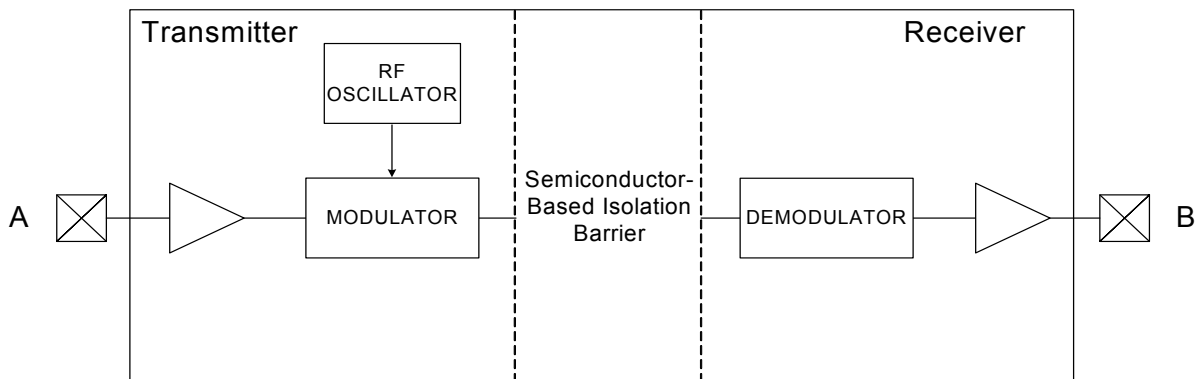 Transmitter
Receiver
RF
OSCILLATOR
A
MODULATOR
Semiconductor-
Based Isolation
Barrier
DEMODULATOR
B